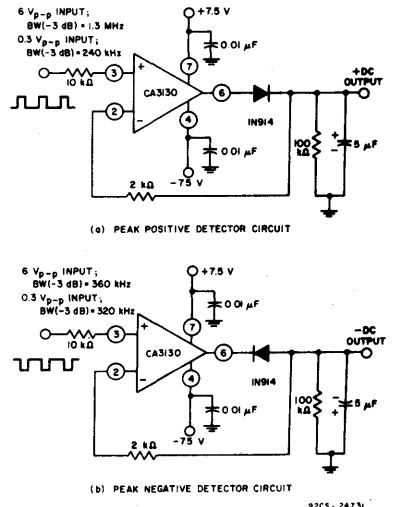 6 Vp-p INPUT;
BW(-3 dB) = 1.3 MHz
0.3 Vp-p INPUT;
BW(-3 dB) = 240 kHz
+7.5 V
0.01 µF
10 kΩ
3
+
7
CA3130
6
2
−
4
IN914
+DC
OUTPUT
0.01 µF
-7.5 V
100
kΩ
+
−
5 µF
2 kΩ
(a) PEAK POSITIVE DETECTOR CIRCUIT
6 Vp-p INPUT;
BW(-3 dB) = 360 kHz
0.3 Vp-p INPUT;
BW(-3 dB) = 320 kHz
+7.5 V
0.01 µF
10 kΩ
3
+
7
CA3130
6
2
−
4
IN914
−DC
OUTPUT
0.01 µF
-7.5 V
100
kΩ
−
+
5 µF
2 kΩ
(b) PEAK NEGATIVE DETECTOR CIRCUIT
92CS-24731